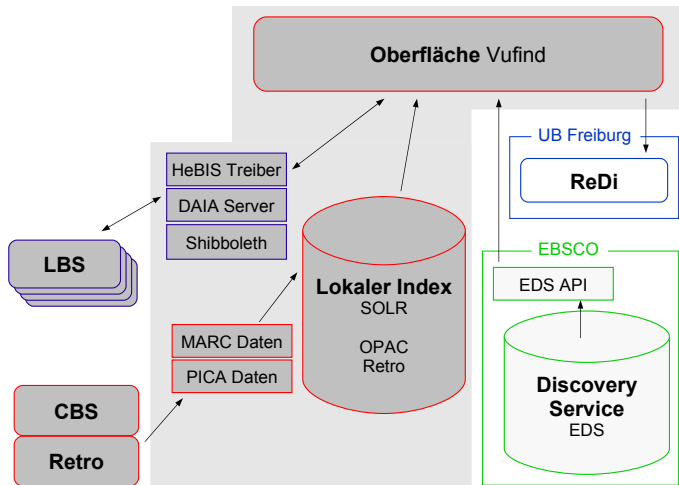 Oberfläche Vufind
UB Freiburg
ReDi
HeBIS Treiber
DAIA Server
Shibboleth
LBS
EBSCO
EDS API
Lokaler Index
SOLR
OPAC
Retro
MARC Daten
PICA Daten
Discovery
Service
EDS
CBS
Retro